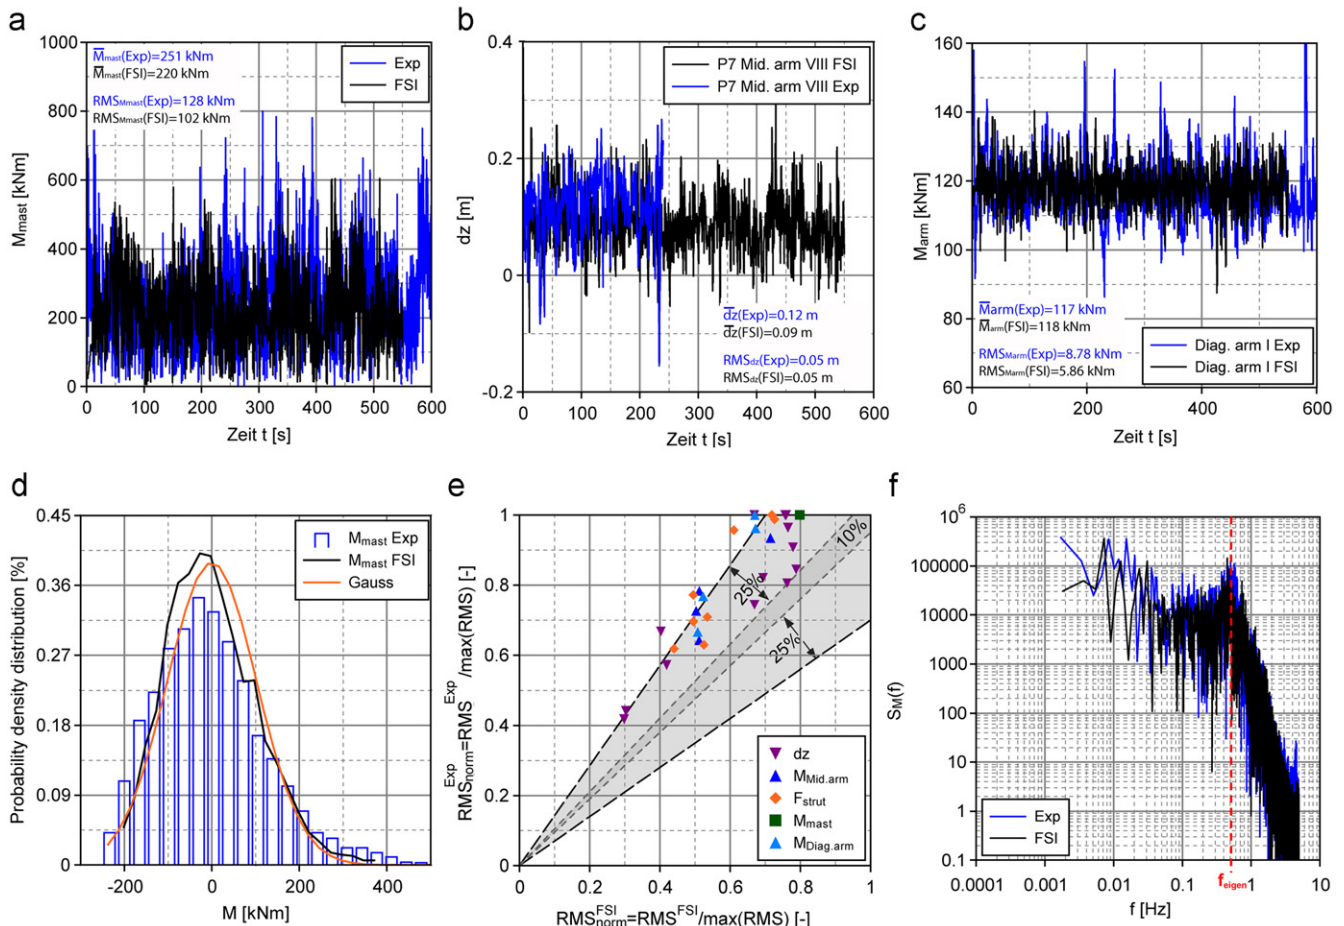 a
1000
800
600
400
200
0
M̅mast(Exp)=251 kNm
M̅mast(FSI)=220 kNm
RMSMmast(Exp)=128 kNm
RMSMmast(FSI)=102 kNm
Exp
FSI
Mmast [kNm]
0 100 200 300 400 500 600
Zeit t [s]
b
0.4
0.2
0
-0.2
P7 Mid. arm VIII FSI
P7 Mid. arm VIII Exp
dz [m]
d̅z̅(Exp)=0.12 m
d̅z̅(FSI)=0.09 m
RMSdz(Exp)=0.05 m
RMSdz(FSI)=0.05 m
0 100 200 300 400 500 600
Zeit t [s]
c
160
140
120
100
80
60
Marm [kNm]
M̅arm(Exp)=117 kNm
M̅arm(FSI)=118 kNm
RMSMarm(Exp)=8.78 kNm
RMSMarm(FSI)=5.86 kNm
Diag. arm I Exp
Diag. arm I FSI
0 200 400 600
Zeit t [s]
d
0.45
0.36
0.27
0.18
0.09
0
Mmast Exp
Mmast FSI
Gauss
Probability density distribution [%]
-200 0 200 400
M [kNm]
e
1
0.8
0.6
0.4
0.2
0
10%
25%
25%
dz
MMid.arm
Fstrut
Mmast
MDiag.arm
RMS^Exp_norm=RMS^Exp/max(RMS) [-]
0 0.2 0.4 0.6 0.8 1
RMS^FSI_norm=RMS^FSI/max(RMS) [-]
f
10^6
100000
10000
1000
100
10
1
0.1
SM(f)
Exp
FSI
0.0001 0.001 0.01 0.1 1 10
feigen
f [Hz]